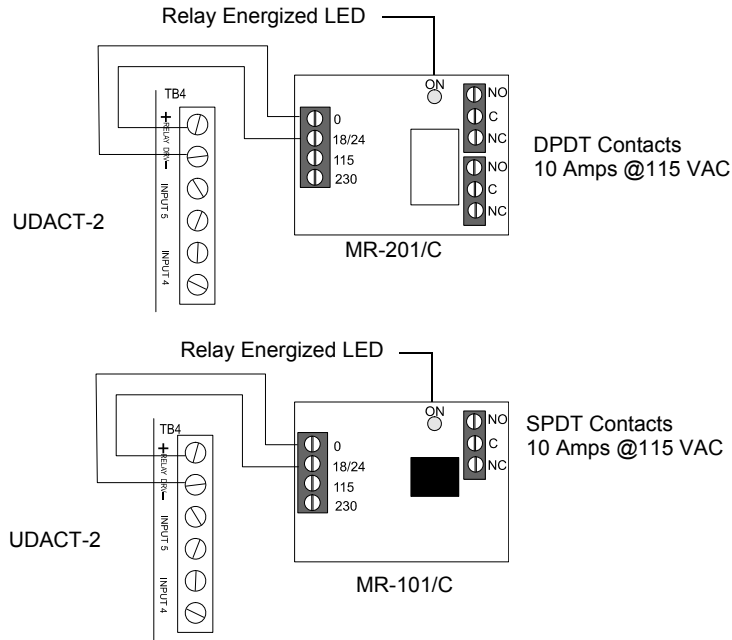 Relay Energized LED
TB4
+
RELAY DRV
−
INPUT 5
INPUT 4
UDACT-2
0
18/24
115
230
ON
NO
C
NC
NO
C
NC
DPDT Contacts
10 Amps @115 VAC
MR-201/C
Relay Energized LED
TB4
+
RELAY DRV
−
INPUT 5
INPUT 4
UDACT-2
0
18/24
115
230
ON
NO
C
NC
SPDT Contacts
10 Amps @115 VAC
MR-101/C